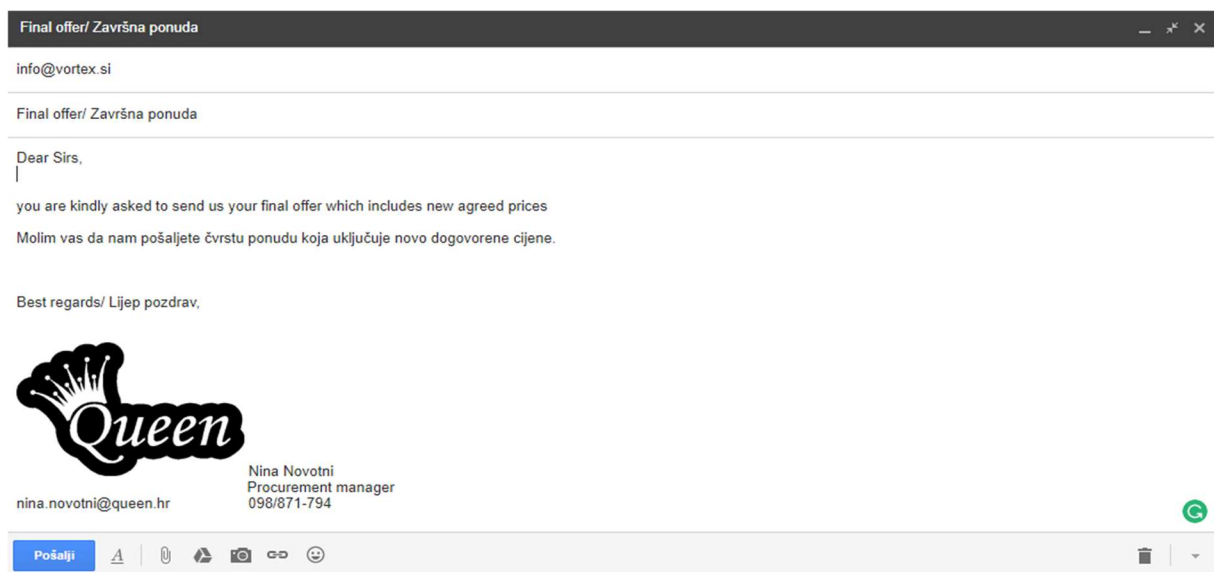 Final offer/ Završna ponuda
info@vortex.si
Final offer/ Završna ponuda
Dear Sirs,
you are kindly asked to send us your final offer which includes new agreed prices
Molim vas da nam pošaljete čvrstu ponudu koja uključuje novo dogovorene cijene.
Best regards/ Lijep pozdrav,
Queen
Nina Novotni
Procurement manager
nina.novotni@queen.hr 098/871-794
Pošalji